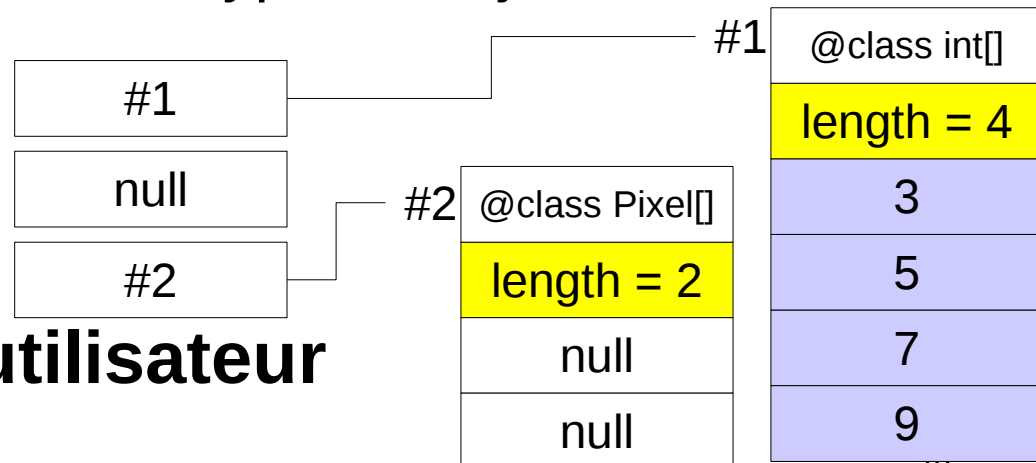 #1
null
#2
utilisateur
#2
@class Pixel[]
length = 2
null
null
#1
@class int[]
length = 4
3
5
7
9